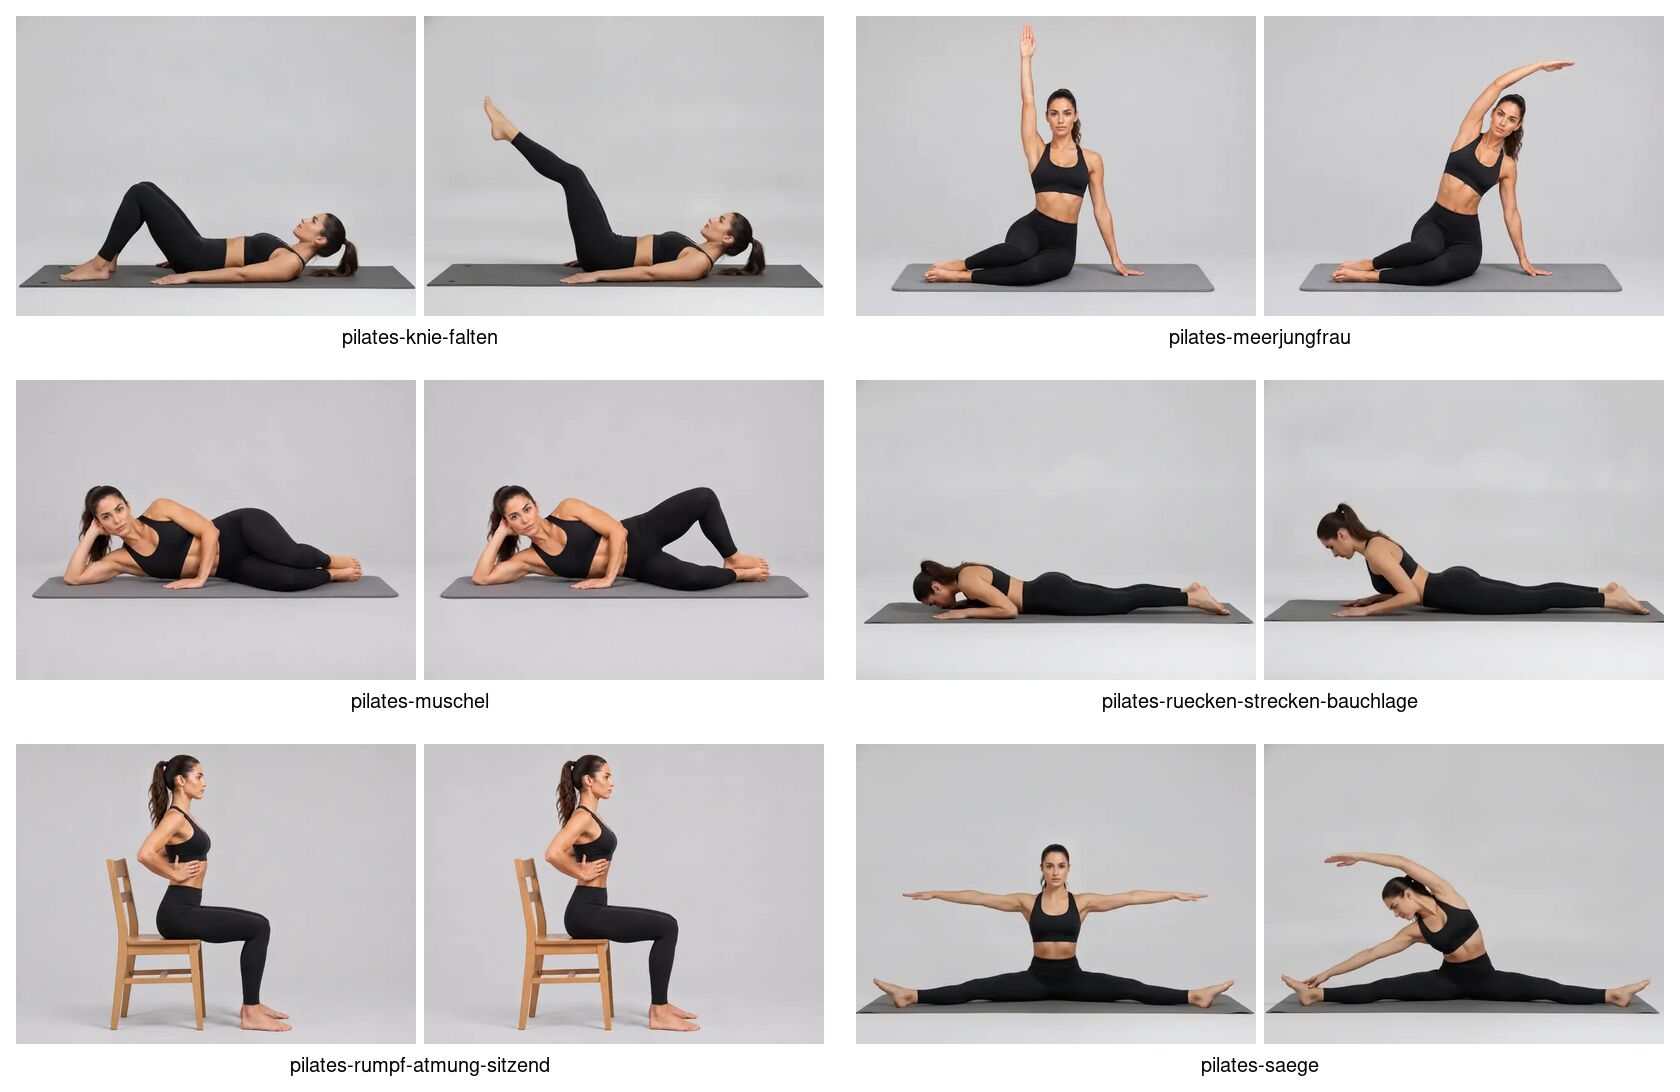 pilates-knie-falten
pilates-meerjungfrau
pilates-muschel
pilates-ruecken-strecken-bauchlage
pilates-rumpf-atmung-sitzend
pilates-saege